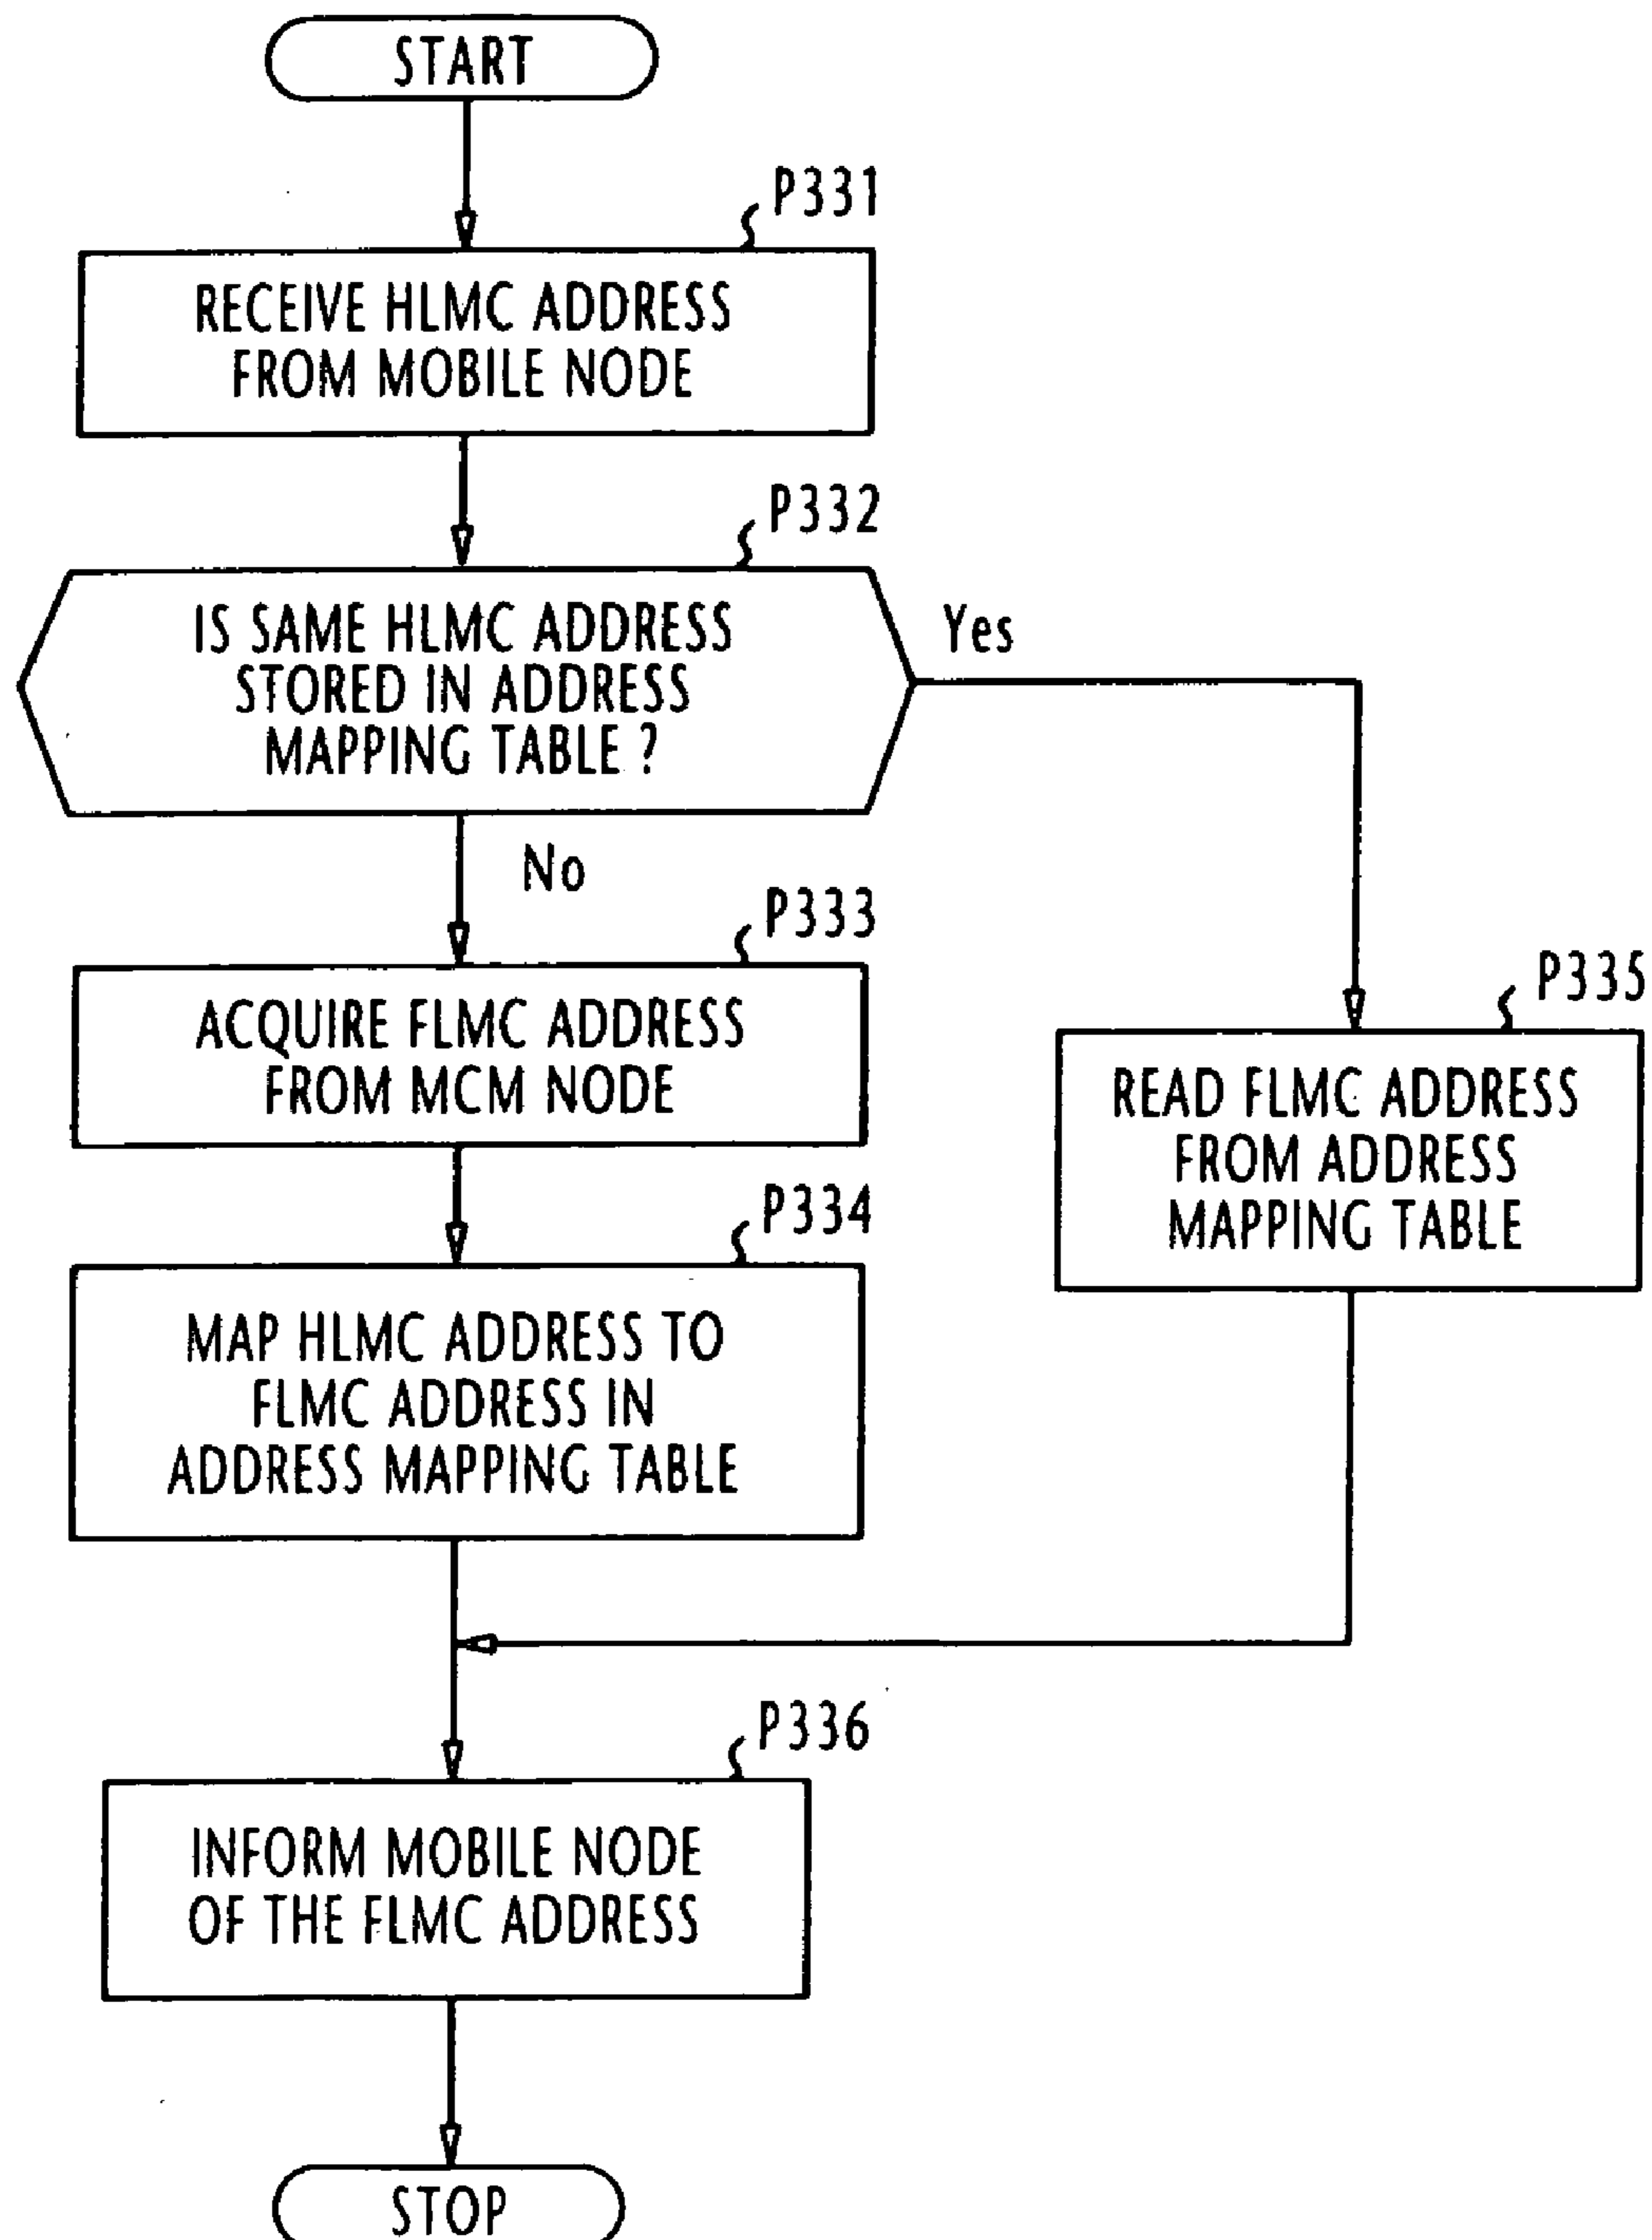 START
P331
RECEIVE HLMC ADDRESS
FROM MOBILE NODE
P332
IS SAME HLMC ADDRESS
STORED IN ADDRESS
MAPPING TABLE ?
Yes
No
P333
ACQUIRE FLMC ADDRESS
FROM MCM NODE
P335
READ FLMC ADDRESS
FROM ADDRESS
MAPPING TABLE
P334
MAP HLMC ADDRESS TO
FLMC ADDRESS IN
ADDRESS MAPPING TABLE
P336
INFORM MOBILE NODE
OF THE FLMC ADDRESS
STOP